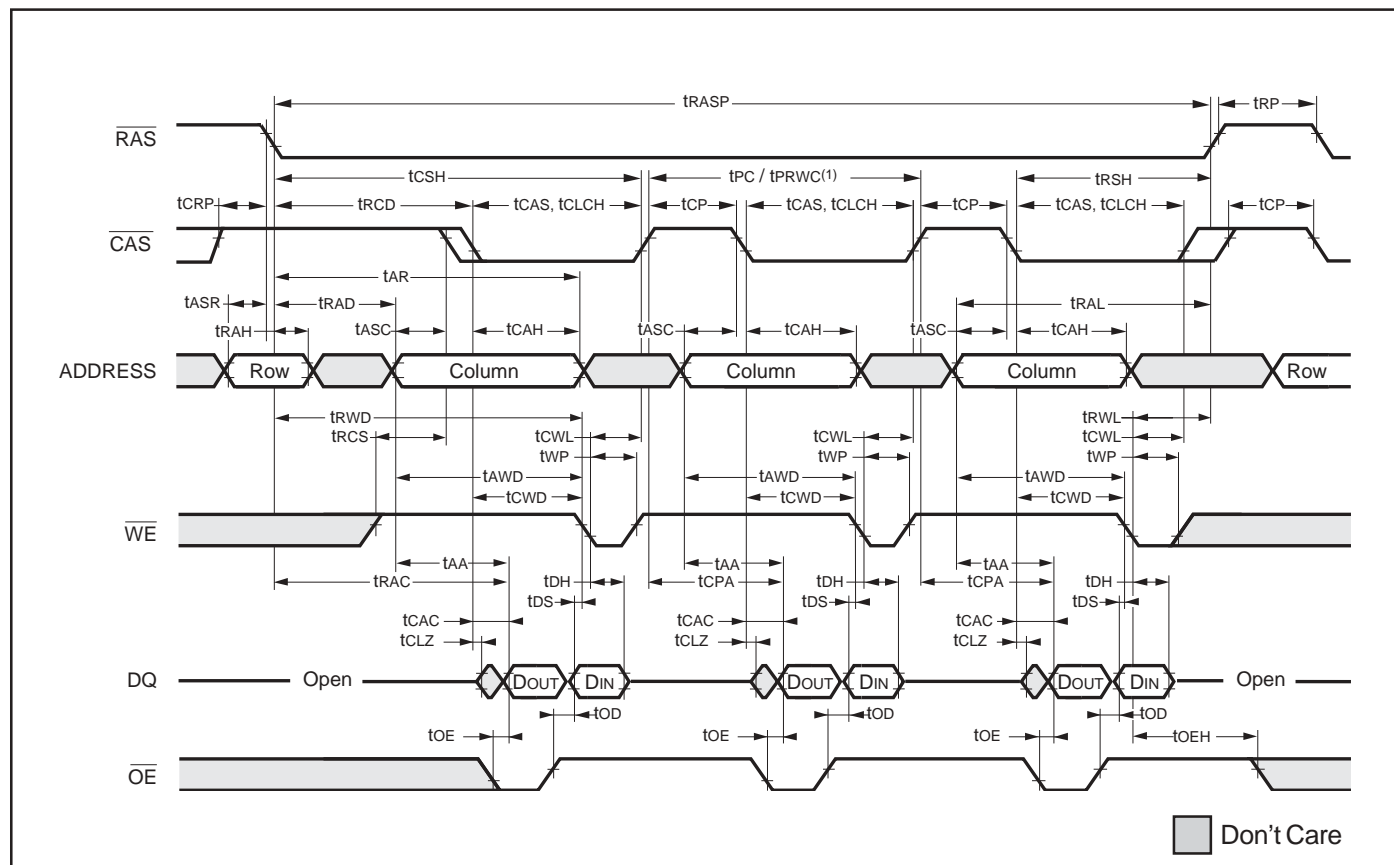 tRASP tRP
RAS
tCSH tPC / tPRWC(1) tRSH
tCRP tRCD tCAS, tCLCH tCP tCAS, tCLCH tCP tCAS, tCLCH tCP
CAS
tAR
tASR tRAD tRAL
tRAH tASC tCAH tASC tCAH tASC tCAH
ADDRESS Row Column Column Column Row
tRWD tRWL
tRCS tCWL tCWL tCWL
tWP tWP tWP
tAWD tAWD tAWD
tCWD tCWD tCWD
WE
tAA tAA tAA
tRAC tDH tCPA tDH tCPA tDH
tDS tDS tDS
tCAC tCAC tCAC
tCLZ tCLZ tCLZ
DQ Open DOUT DIN DOUT DIN DOUT DIN Open
tOD tOD tOD
tOE tOE tOE tOEH
OE
Don't Care